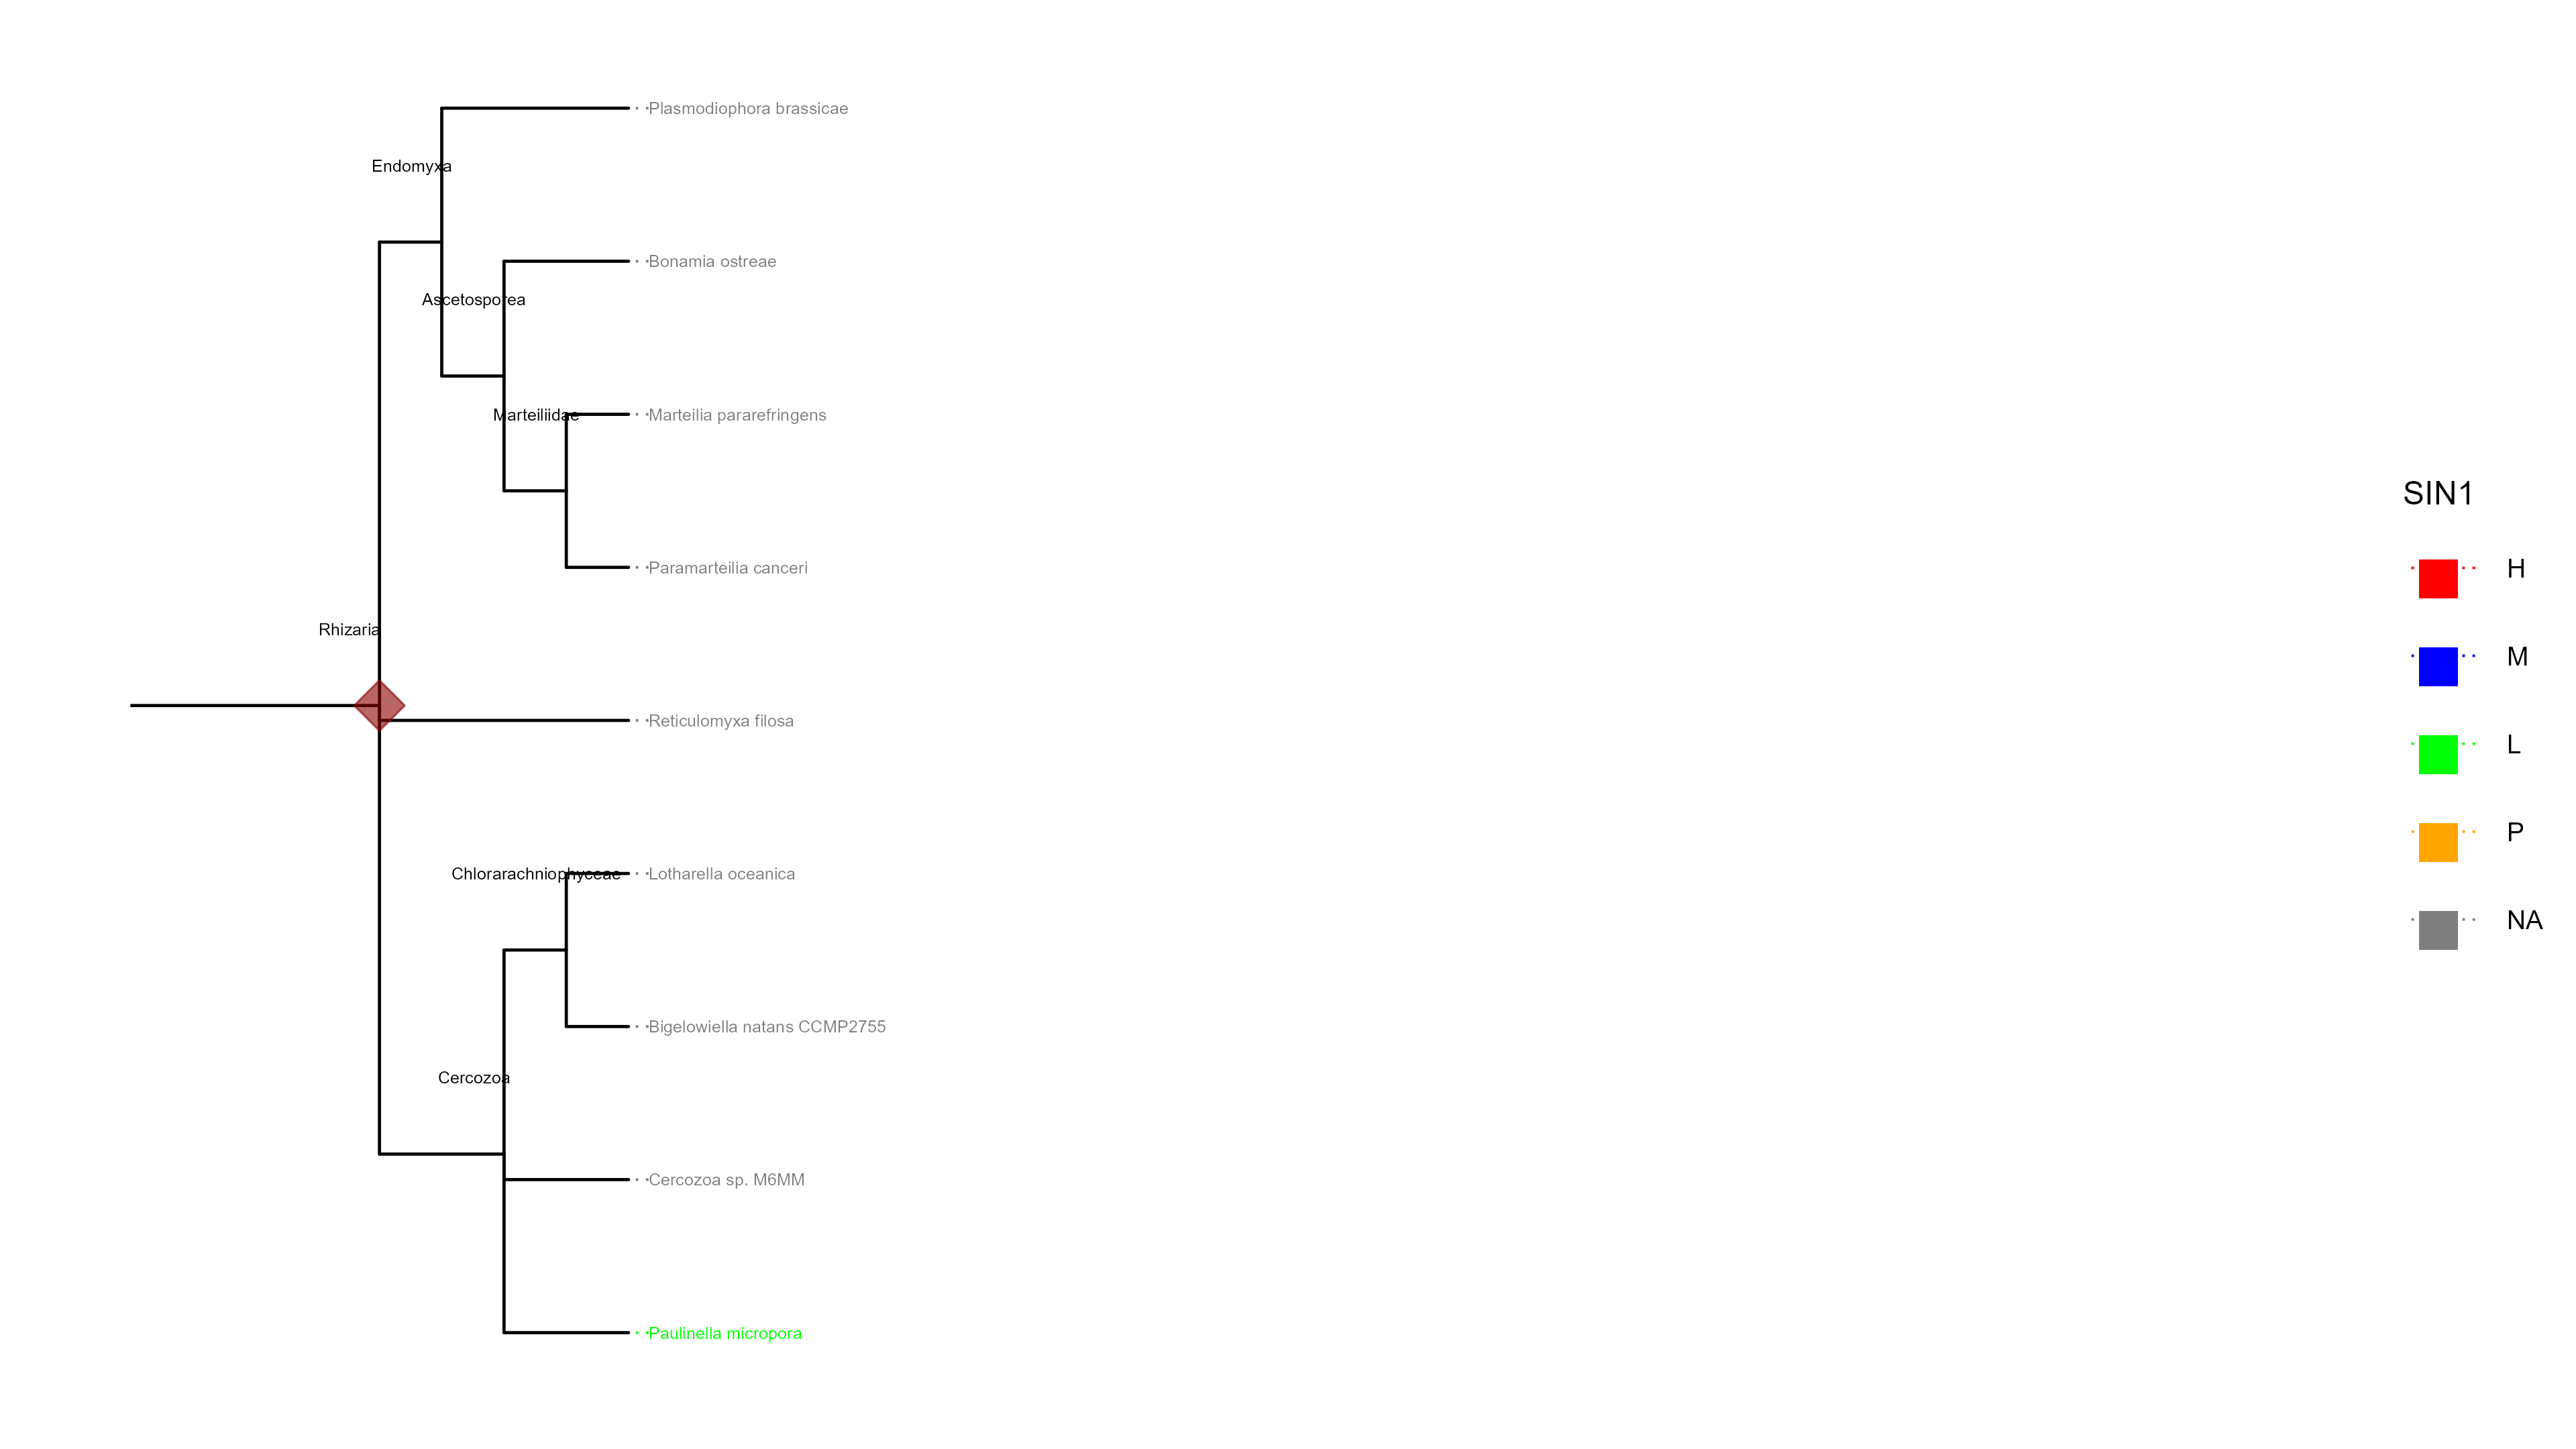 Plasmodiophora brassicae
Endomyxa
Bonamia ostreae
Ascetosporea
Marteiliidae
Marteilia pararefringens
Paramarteilia canceri
Rhizaria
Reticulomyxa filosa
Chlorarachniophyceae
Lotharella oceanica
Bigelowiella natans CCMP2755
Cercozoa
Cercozoa sp. M6MM
Paulinella micropora
SIN1
H
M
L
P
NA